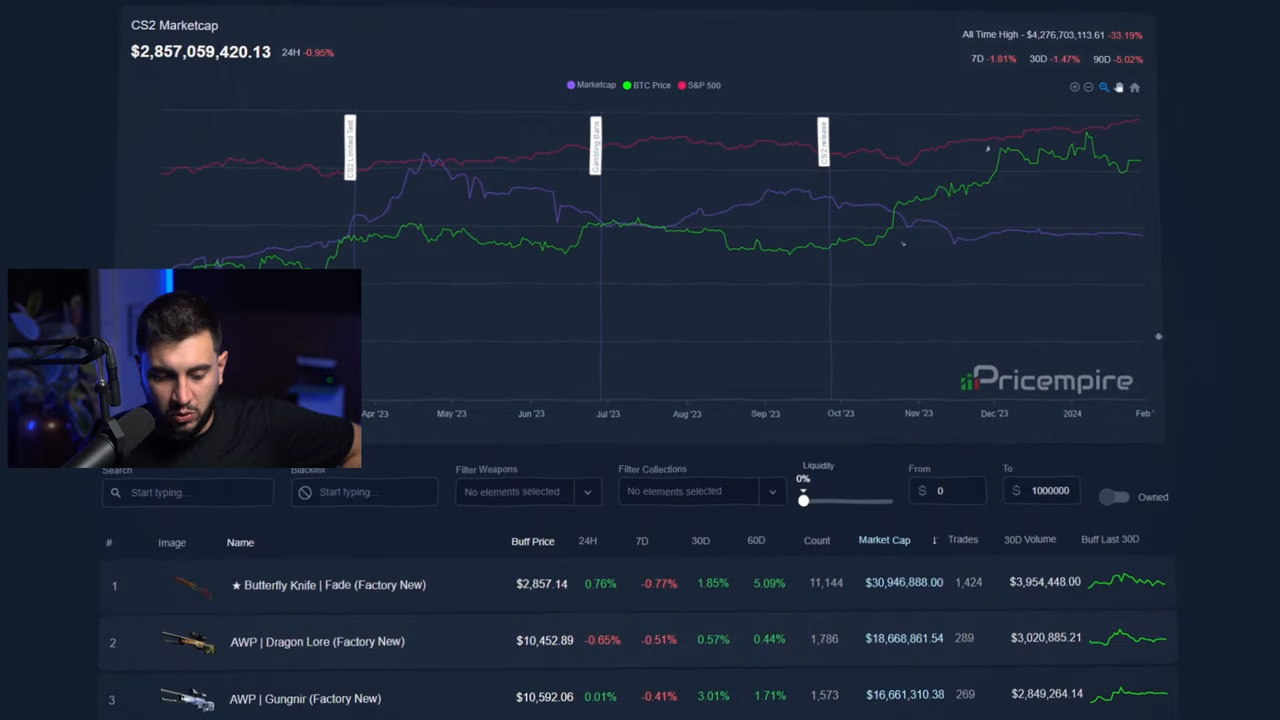 CS2 Marketcap
$2,857,059,420.13 24H -0.95%
All Time High - $4,276,703,113.61 -33.19%
7D -1.81% 30D -1.47% 90D -5.02%
Marketcap BTC Price S&P 500
CS2 Limited Test
Gambling Bans
CS2 release
Pricempire
Apr '23 May '23 Jun '23 Jul '23 Aug '23 Sep '23 Oct '23 Nov '23 Dec '23 2024 Feb '
Search Blacklist Filter Weapons Filter Collections Liquidity From To
0%
Start typing... Start typing... No elements selected No elements selected $ 0 $ 1000000 Owned
# Image Name Buff Price 24H 7D 30D 60D Count Market Cap Trades 30D Volume Buff Last 30D
1 ★ Butterfly Knife | Fade (Factory New) $2,857.14 0.76% -0.77% 1.85% 5.09% 11,144 $30,946,888.00 1,424 $3,954,448.00
2 AWP | Dragon Lore (Factory New) $10,452.89 -0.65% -0.51% 0.57% 0.44% 1,786 $18,668,861.54 289 $3,020,885.21
3 AWP | Gungnir (Factory New) $10,592.06 0.01% -0.41% 3.01% 1.71% 1,573 $16,661,310.38 269 $2,849,264.14